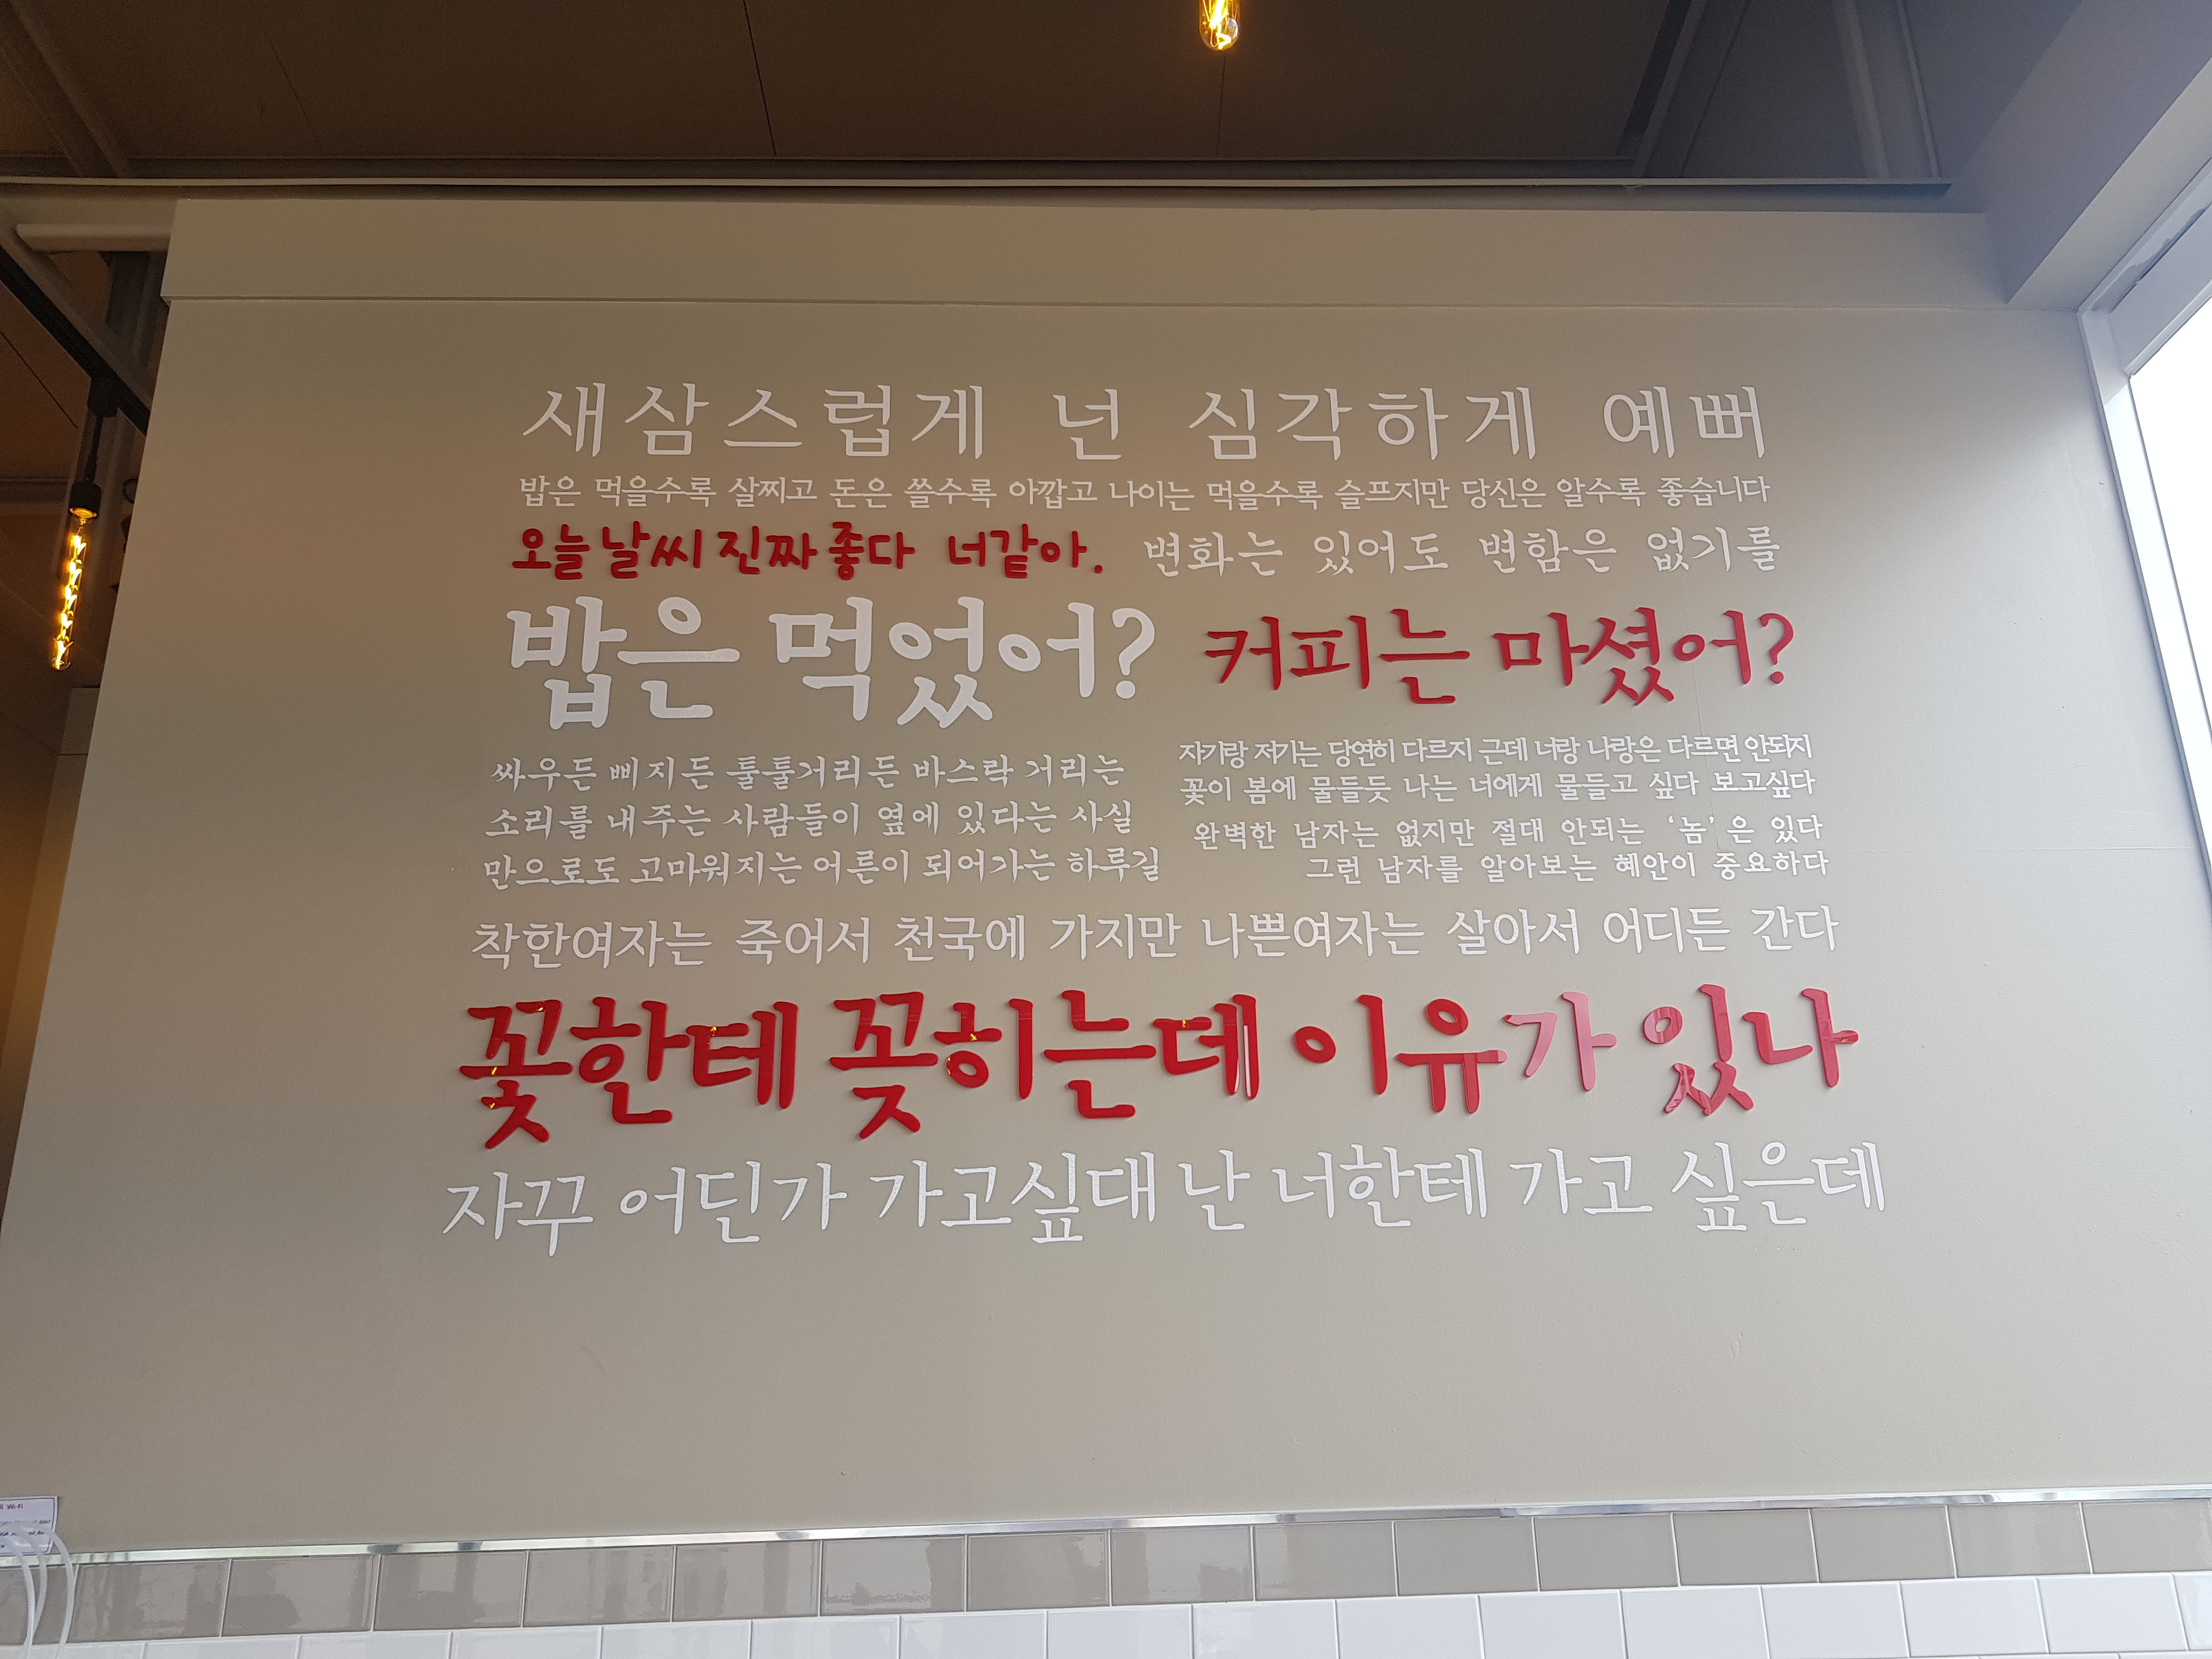 새삼스럽게 넌 심각하게 예뻐
밥은 먹을수록 살찌고 돈은 쓸수록 아깝고 나이는 먹을수록 슬프지만 당신은 알수록 좋습니다
오늘 날씨 진짜 좋다 너같아.
변화는 있어도 변함은 없기를
밥은 먹었어?
커피는 마셨어?
싸우든 삐지든 툴툴거리든 바스락 거리는
소리를 내주는 사람들이 옆에 있다는 사실
만으로도 고마워지는 어른이 되어가는 하루길
자기랑 저기는 당연히 다르지 근데 너랑 나랑은 다르면 안되지
꽃이 봄에 물들듯 나는 너에게 물들고 싶다 보고싶다
완벽한 남자는 없지만 절대 안되는 ‘놈’은 있다
그런 남자를 알아보는 혜안이 중요하다
착한여자는 죽어서 천국에 가지만 나쁜여자는 살아서 어디든 간다
꽃한테 꽂히는데 이유가 있나
자꾸 어딘가 가고싶대 난 너한테 가고 싶은데